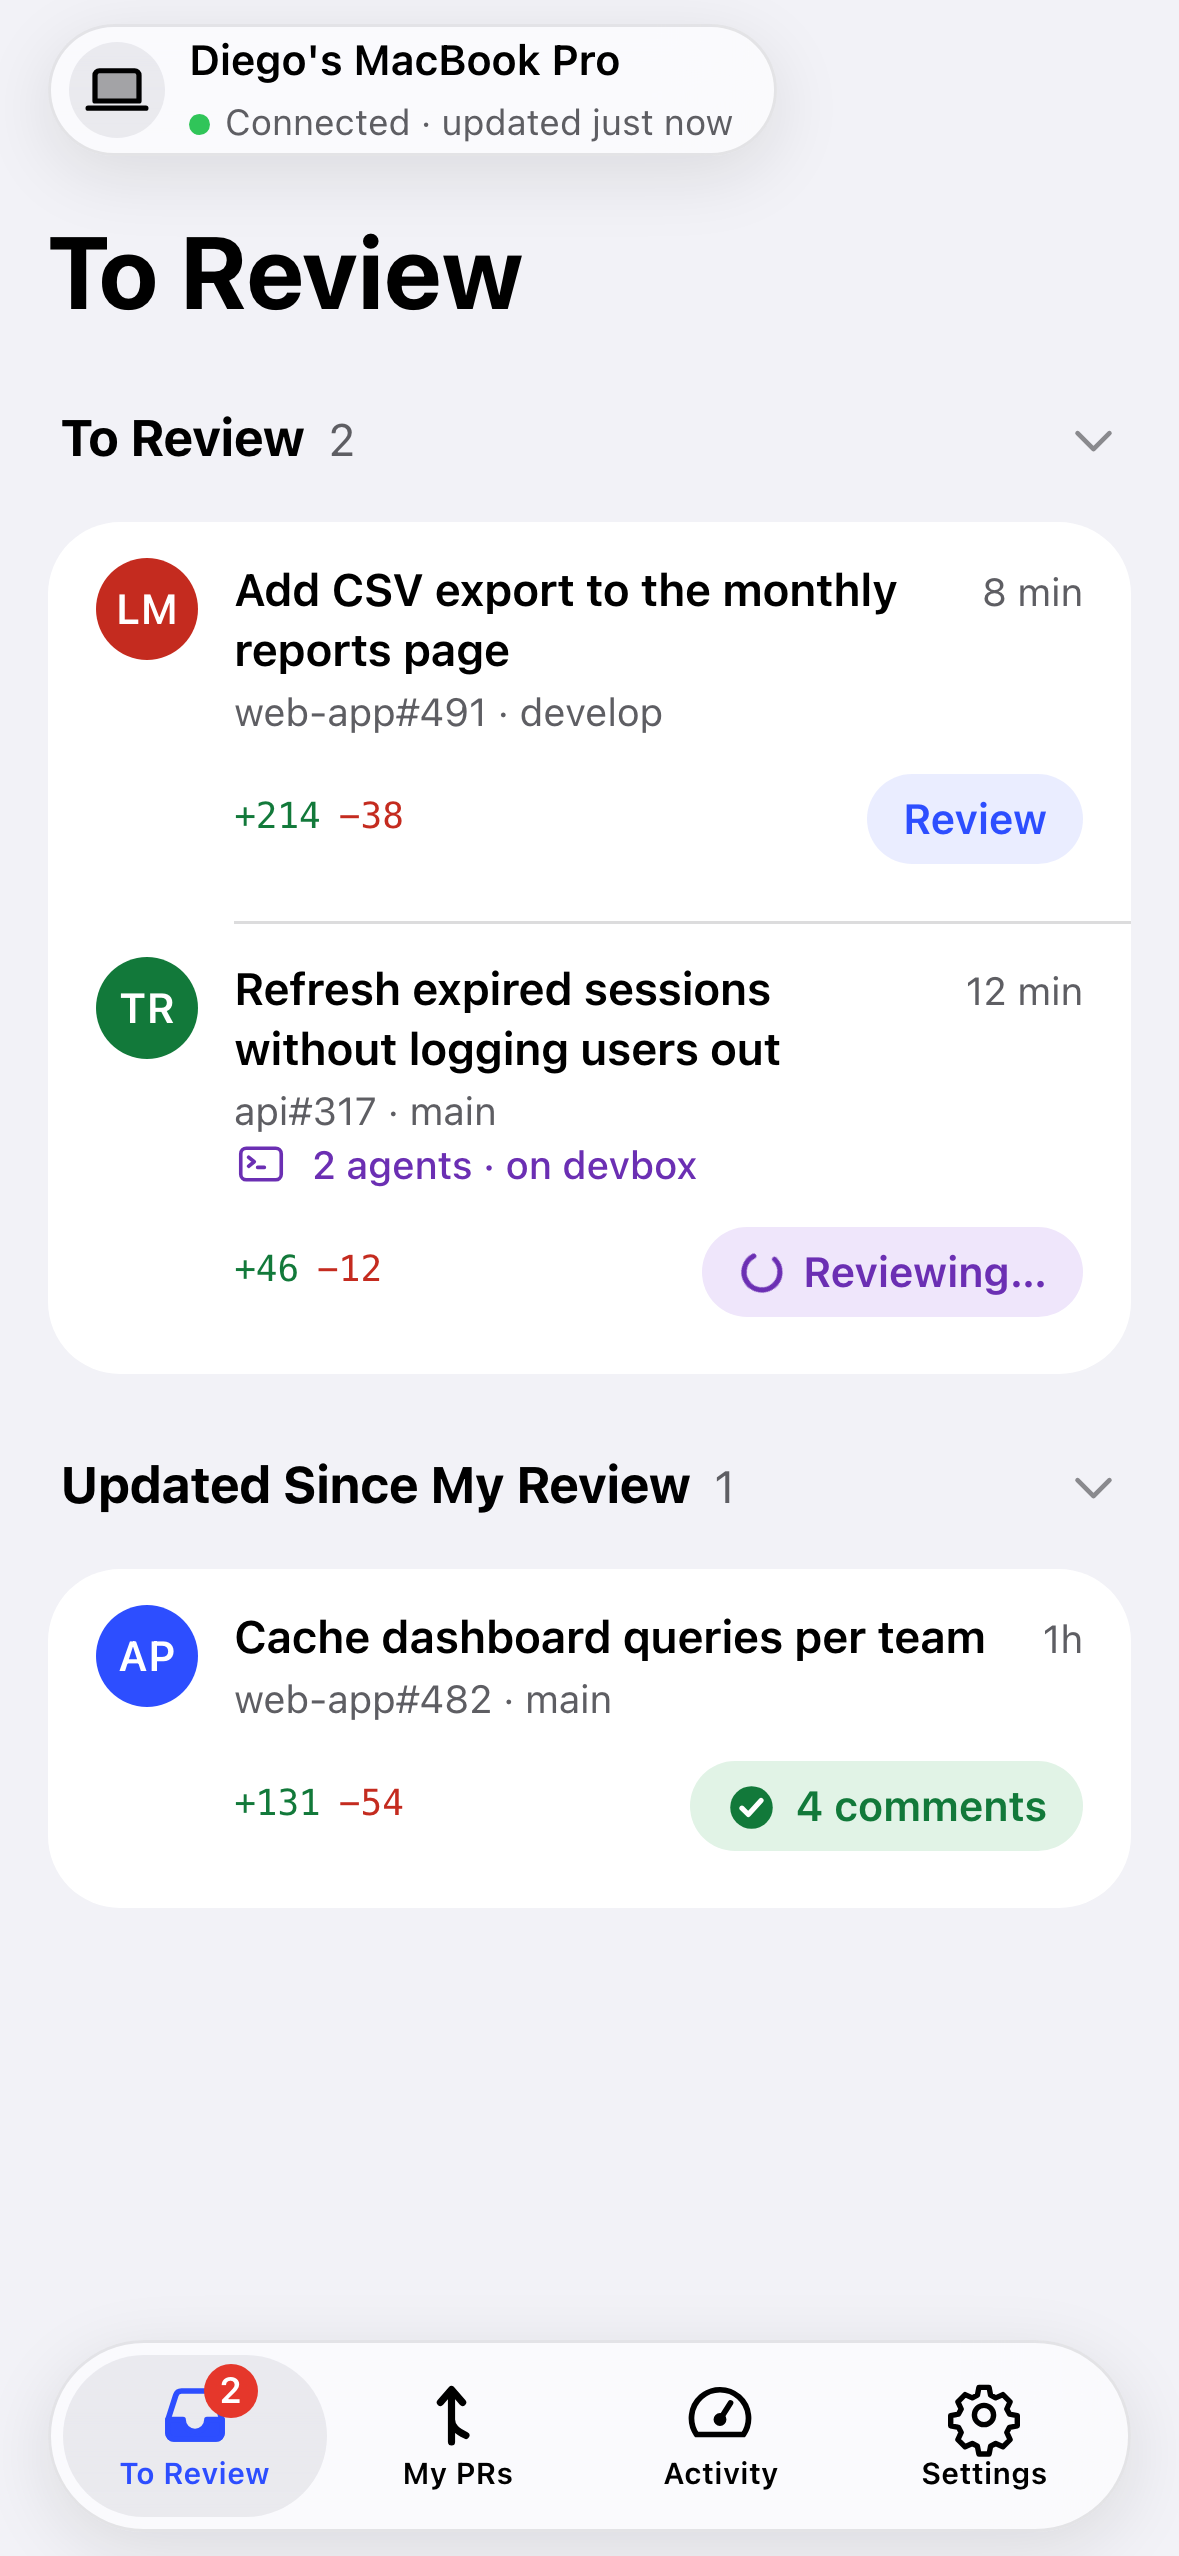 Diego's MacBook Pro
Connected · updated just now
To Review
To Review 2
LM
Add CSV export to the monthly
reports page
8 min
web-app#491 · develop
+214 −38
Review
TR
Refresh expired sessions
without logging users out
12 min
api#317 · main
2 agents · on devbox
+46 −12
Reviewing...
Updated Since My Review 1
AP
Cache dashboard queries per team
1h
web-app#482 · main
+131 −54
4 comments
2
To Review
My PRs
Activity
Settings